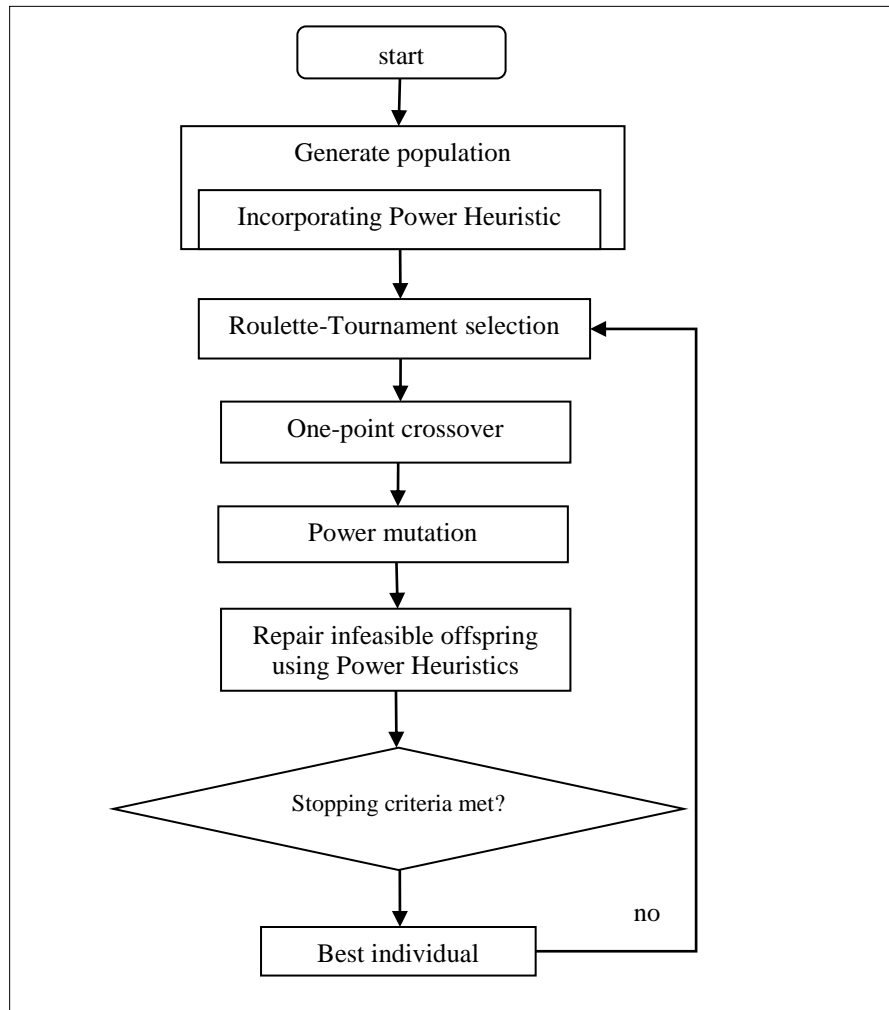 start
Generate population
Incorporating Power Heuristic
Roulette-Tournament selection
One-point crossover
Power mutation
Repair infeasible offspring
using Power Heuristics
Stopping criteria met?
no
Best individual